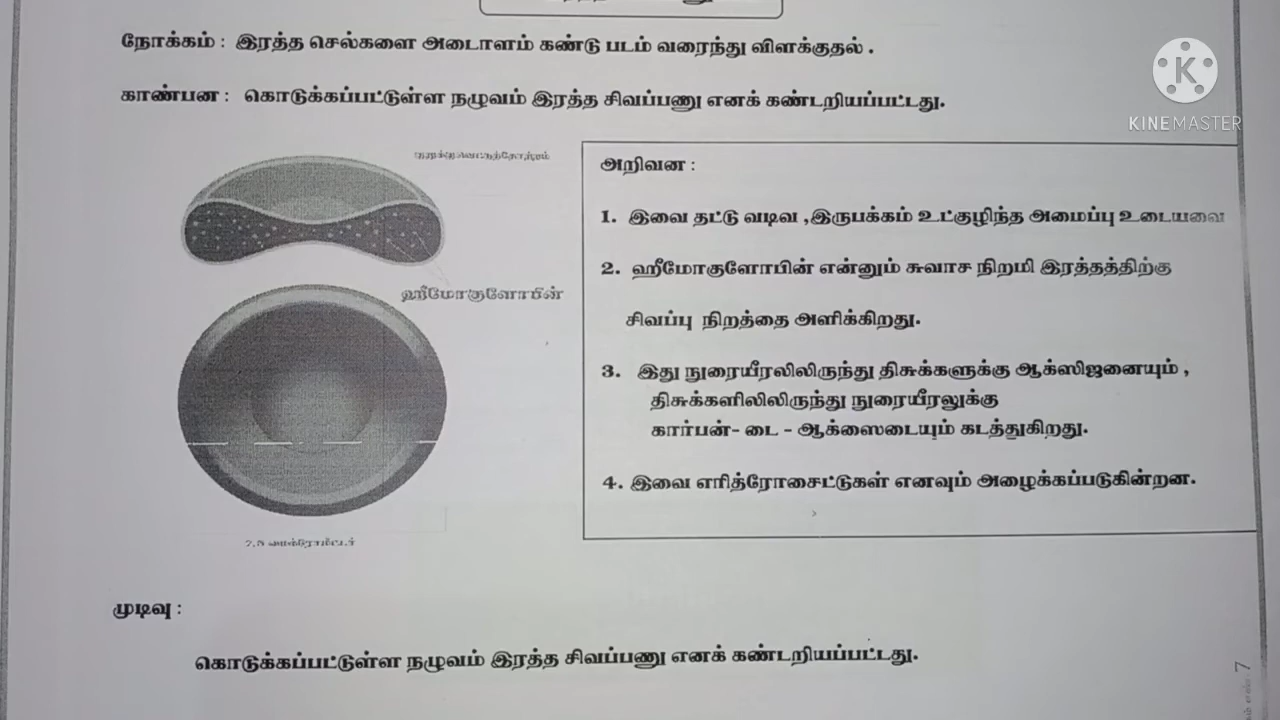 நோக்கம் : இரத்த செல்களை அடையாளம் கண்டு படம் வரைந்து விளக்குதல் .
KINEMASTER
காண்பன : கொடுக்கப்பட்டுள்ள நழுவம் இரத்த சிவப்பணு எனக் கண்டறியப்பட்டது.
குறுக்குவெட்டுத்தோற்றம்
அறிவன :
1. இவை தட்டு வடிவ ,இருபக்கம் உட்குழிந்த அமைப்பு உடையவை
2. ஹீமோகுளோபின் என்னும் சுவாச நிறமி இரத்தத்திற்கு
ஹீமோகுளோபின்
சிவப்பு நிறத்தை அளிக்கிறது.
3. இது நுரையீரலிலிருந்து திசுக்களுக்கு ஆக்ஸிஜனையும் ,
திசுக்களிலிலிருந்து நுரையீரலுக்கு
கார்பன்- டை - ஆக்ஸைடையும் கடத்துகிறது.
4. இவை எரித்ரோசைட்டுகள் எனவும் அழைக்கப்படுகின்றன.
முடிவு :
கொடுக்கப்பட்டுள்ள நழுவம் இரத்த சிவப்பணு எனக் கண்டறியப்பட்டது.
7